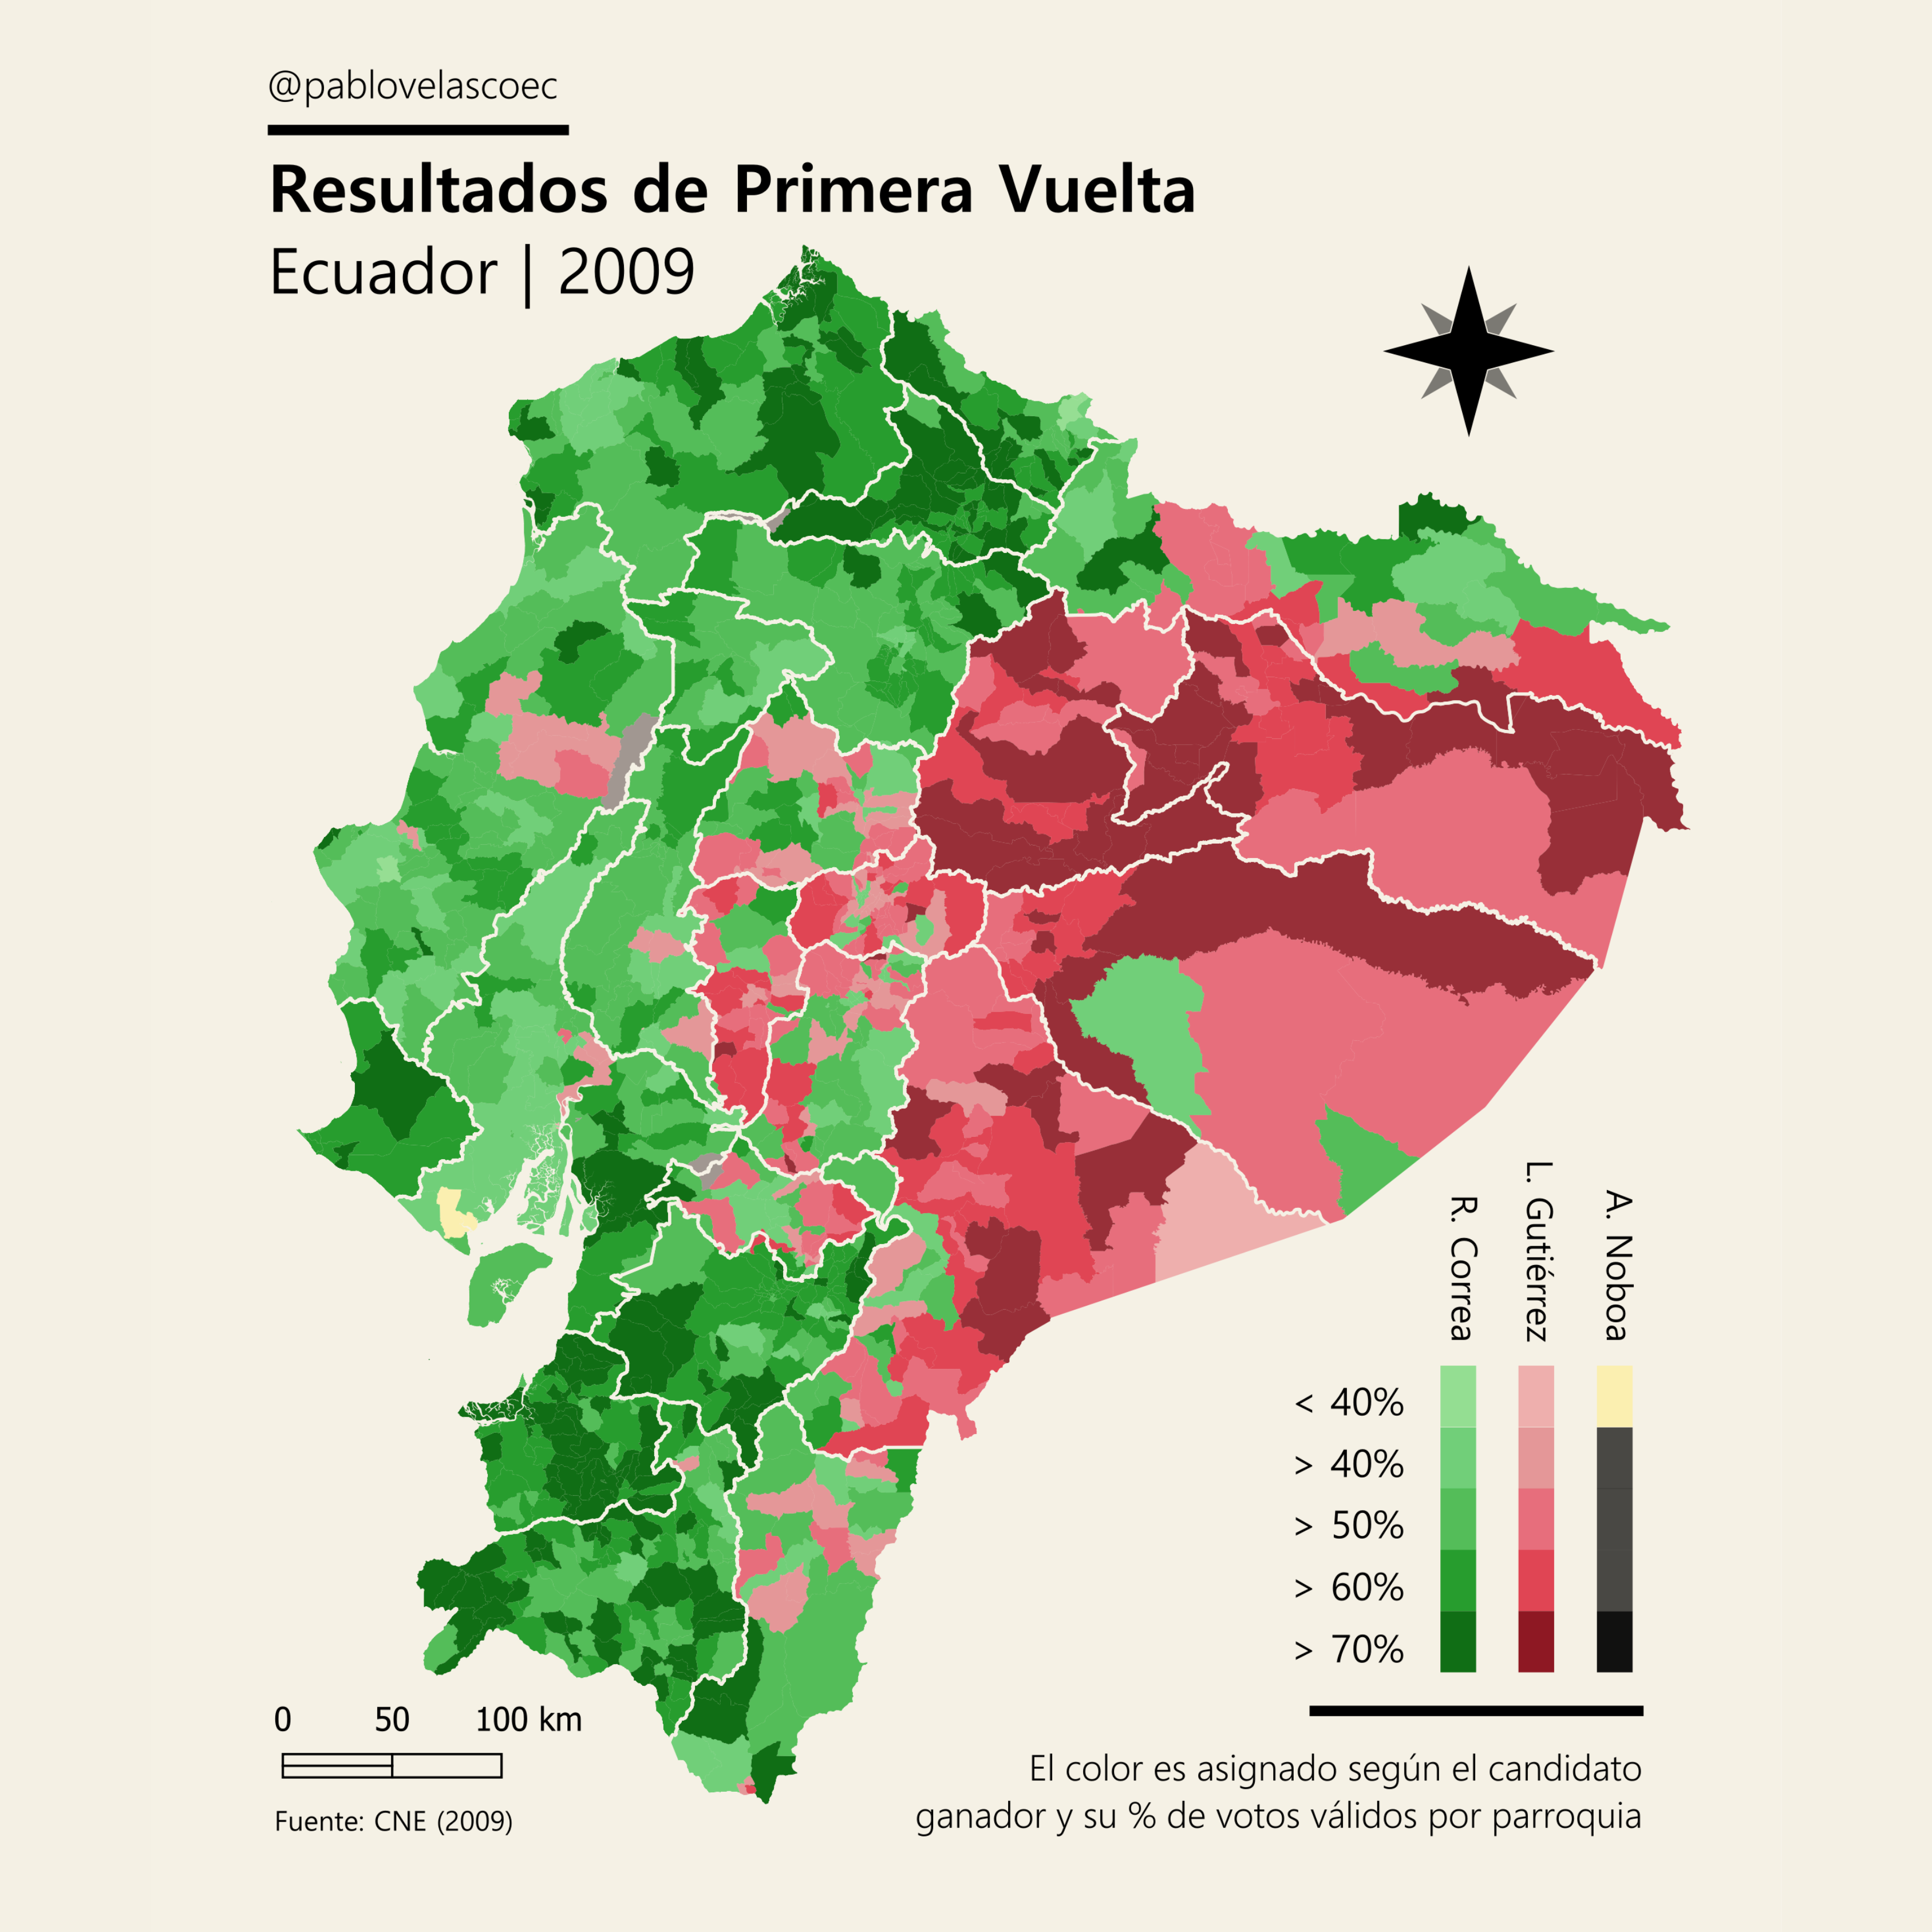 @pablovelascoec
Resultados de Primera Vuelta
Ecuador | 2009
R. Correa
L. Gutiérrez
A. Noboa
< 40%
> 40%
> 50%
> 60%
> 70%
0 50 100 km
Fuente: CNE (2009)
El color es asignado según el candidato
ganador y su % de votos válidos por parroquia